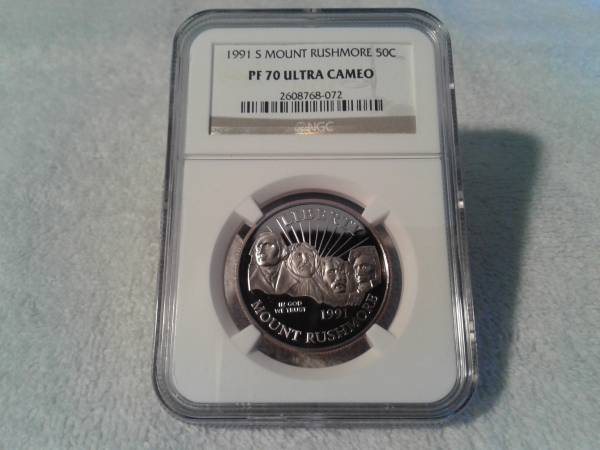 1991 S MOUNT RUSHMORE 50C
PF 70 ULTRA CAMEO
2608768-072
NGC
LIBERTY
IN GOD
WE TRUST
1991
MOUNT RUSHMORE